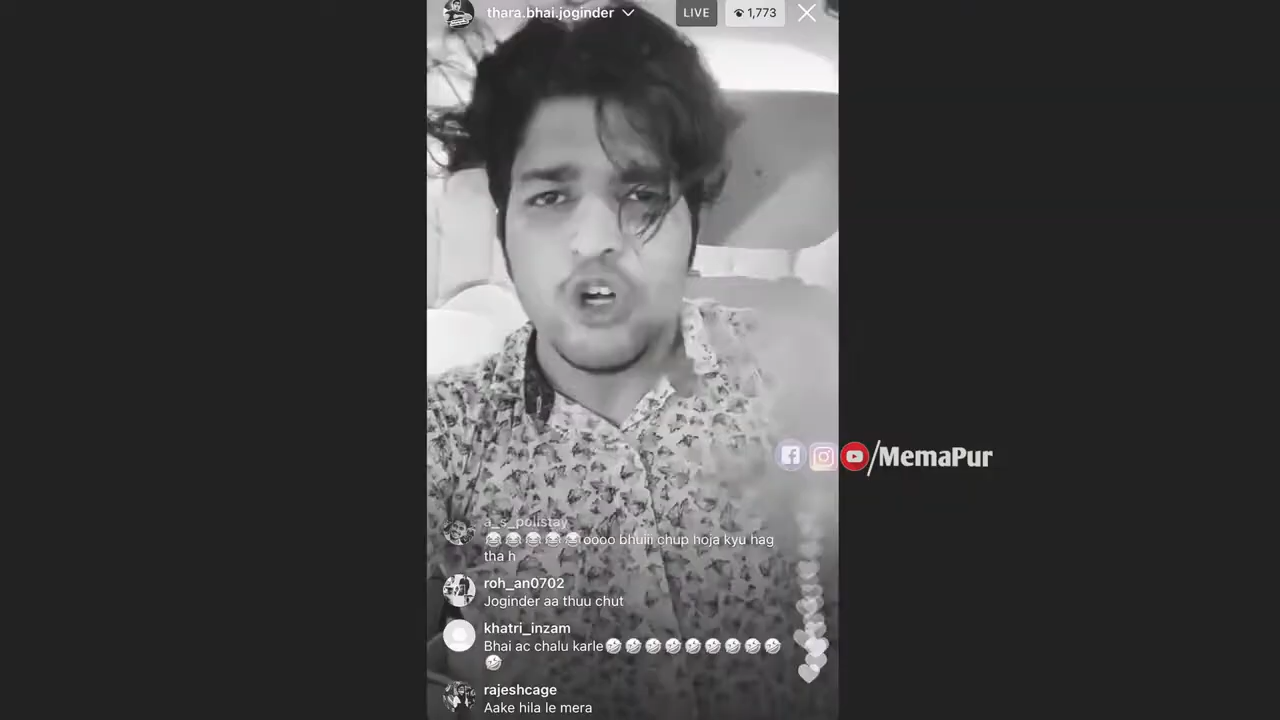 thara.bhai.joginder
LIVE
1,773
/MemaPur
a_s_polistay
😂😂😂😂😂oooo bhuiii chup hoja kyu hag
tha h
roh_an0702
Joginder aa thuu chut
khatri_inzam
Bhai ac chalu karle🤣🤣🤣🤣🤣🤣🤣🤣🤣
🤣
rajeshcage
Aake hila le mera